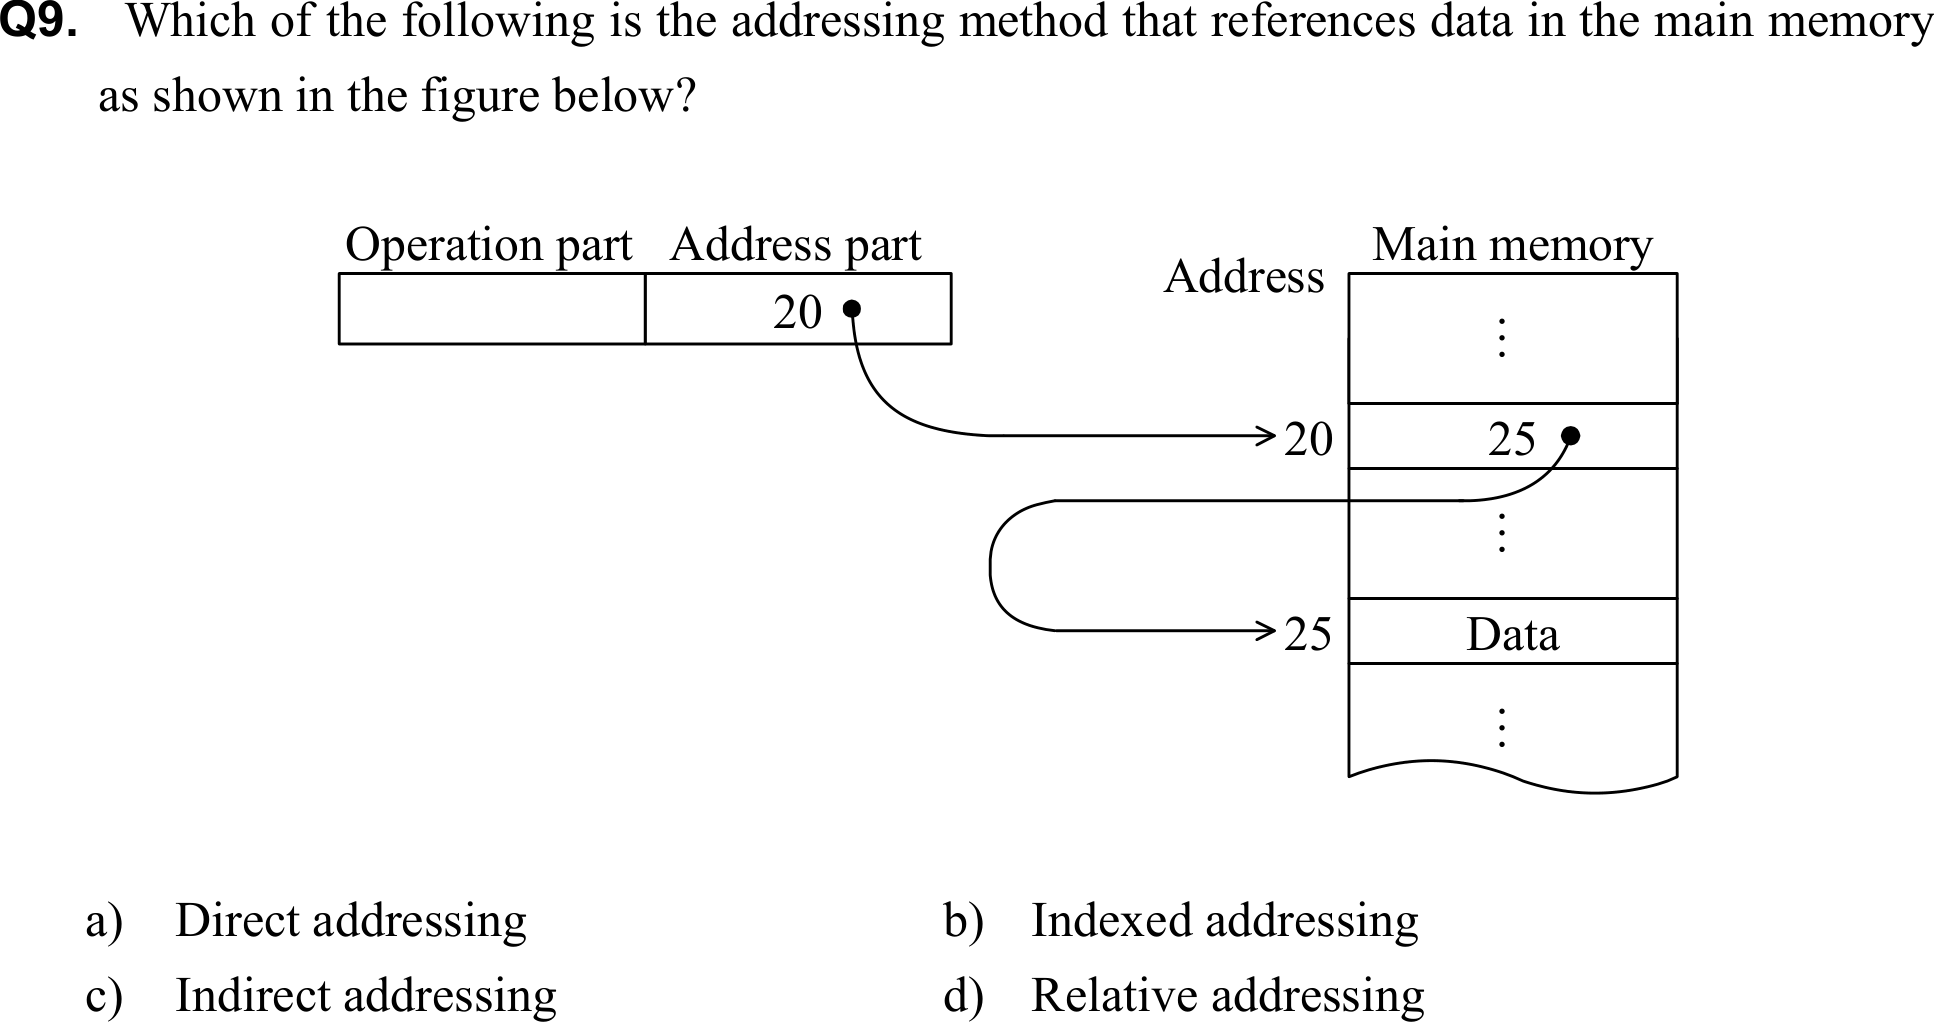 Q9. Which of the following is the addressing method that references data in the main memory
as shown in the figure below?
Operation part Address part
Address
Main memory
20
⋮
20
25
⋮
25
Data
⋮
a) Direct addressing
b) Indexed addressing
c) Indirect addressing
d) Relative addressing